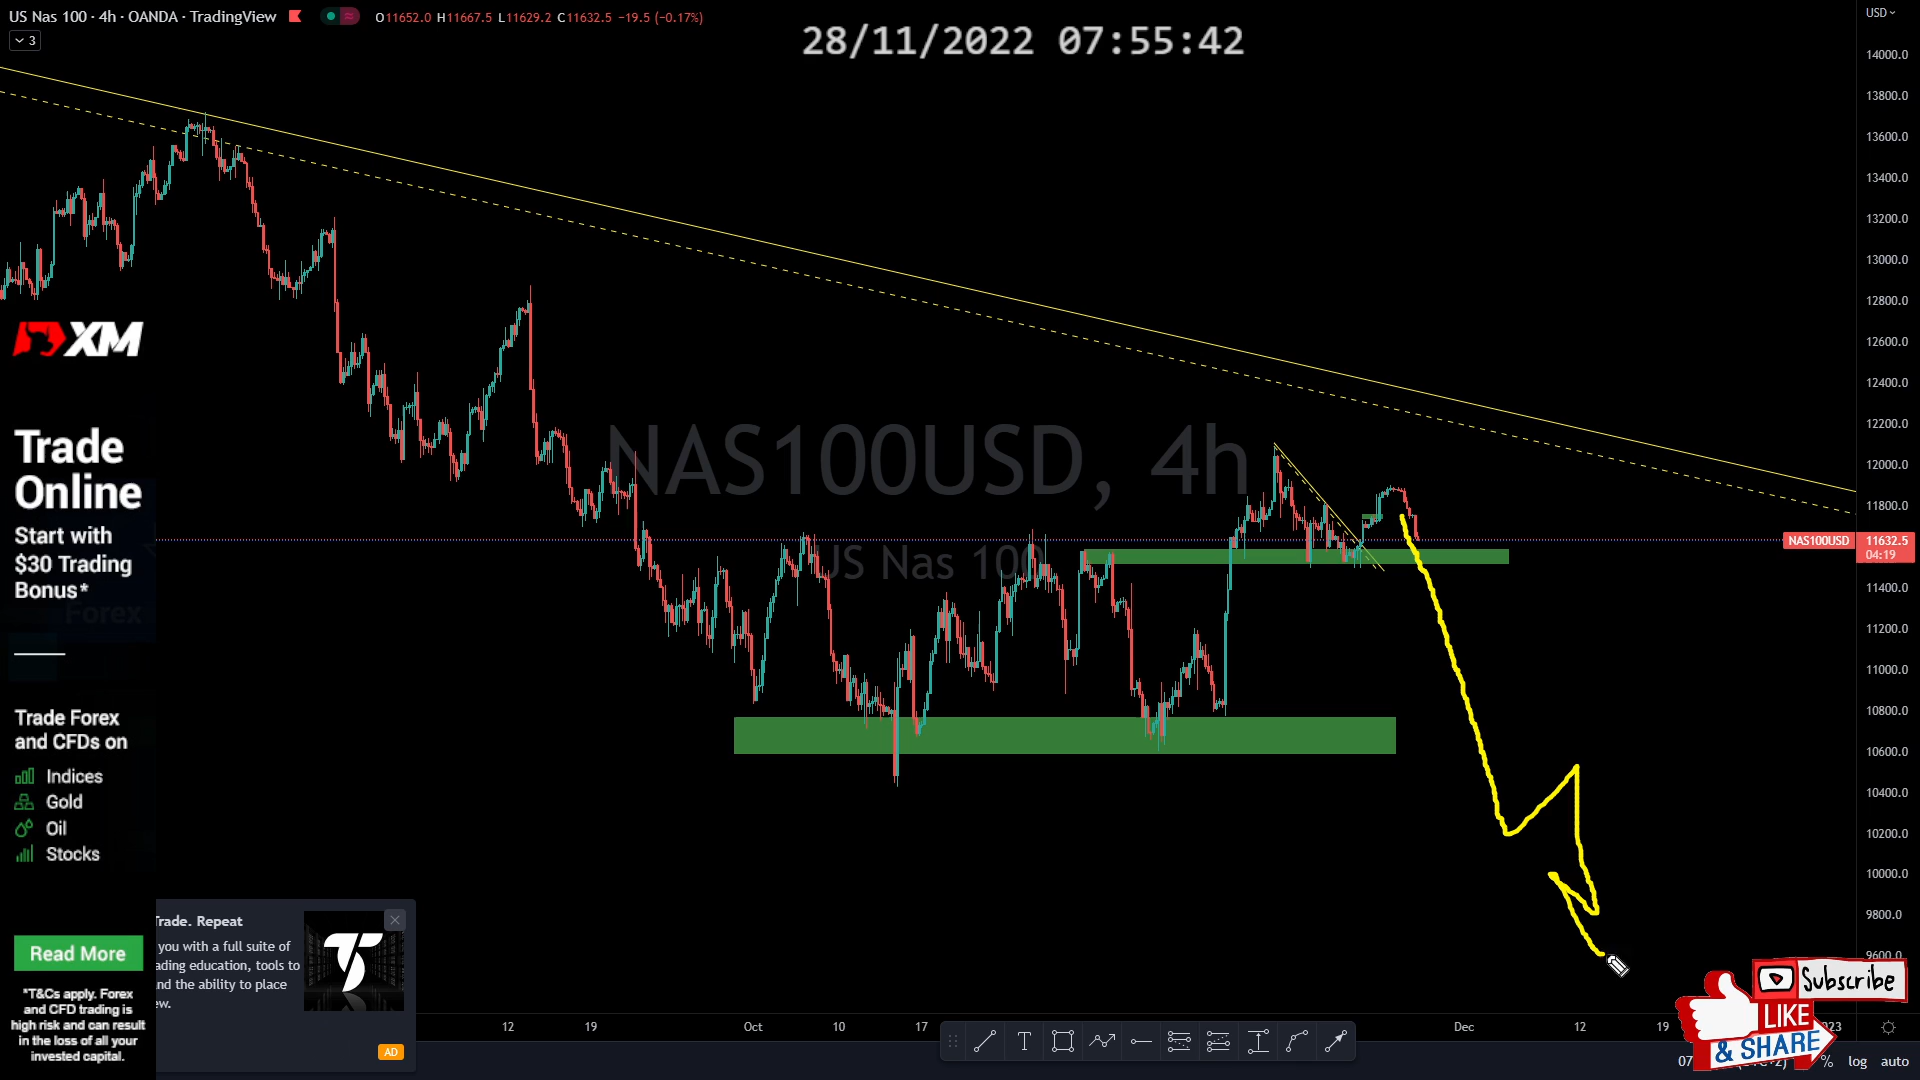 US Nas 100 · 4h · OANDA · TradingView O11652.0 H11667.5 L11629.2 C11632.5 −19.5 (−0.17%)
3
28/11/2022 07:55:42
USD
14000.0
13800.0
13600.0
13400.0
13200.0
13000.0
12800.0
12600.0
12400.0
12200.0
12000.0
11800.0
NAS100USD 11632.5
04:19
11400.0
11200.0
11000.0
10800.0
10600.0
10400.0
10200.0
10000.0
9800.0
9600.0
NAS100USD, 4h
US Nas 100
XM
Trade
Online
Start with
$30 Trading
Bonus*
Forex
Trade Forex
and CFDs on
Indices
Gold
Oil
Stocks
Read More
*T&Cs apply. Forex
and CFD trading is
high risk and can result
in the loss of all your
invested capital.
Trade. Repeat
you with a full suite of
ading education, tools to
nd the ability to place
ew.
AD
12 19 Oct 10 17 Dec 12 19
T
Subscribe
LIKE
& SHARE
07
% log auto